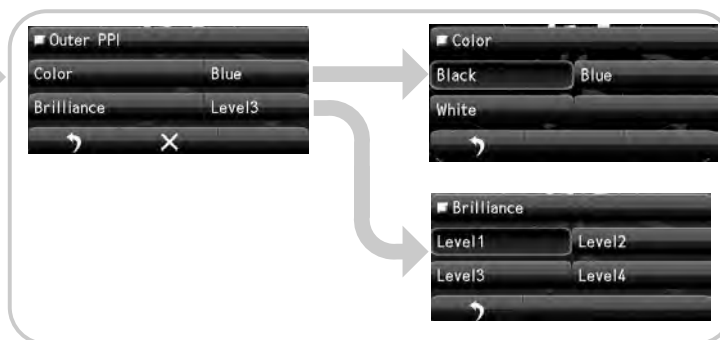 Outer PPI
Color Blue
Brilliance Level3
Color
Black Blue
White
Brilliance
Level1 Level2
Level3 Level4